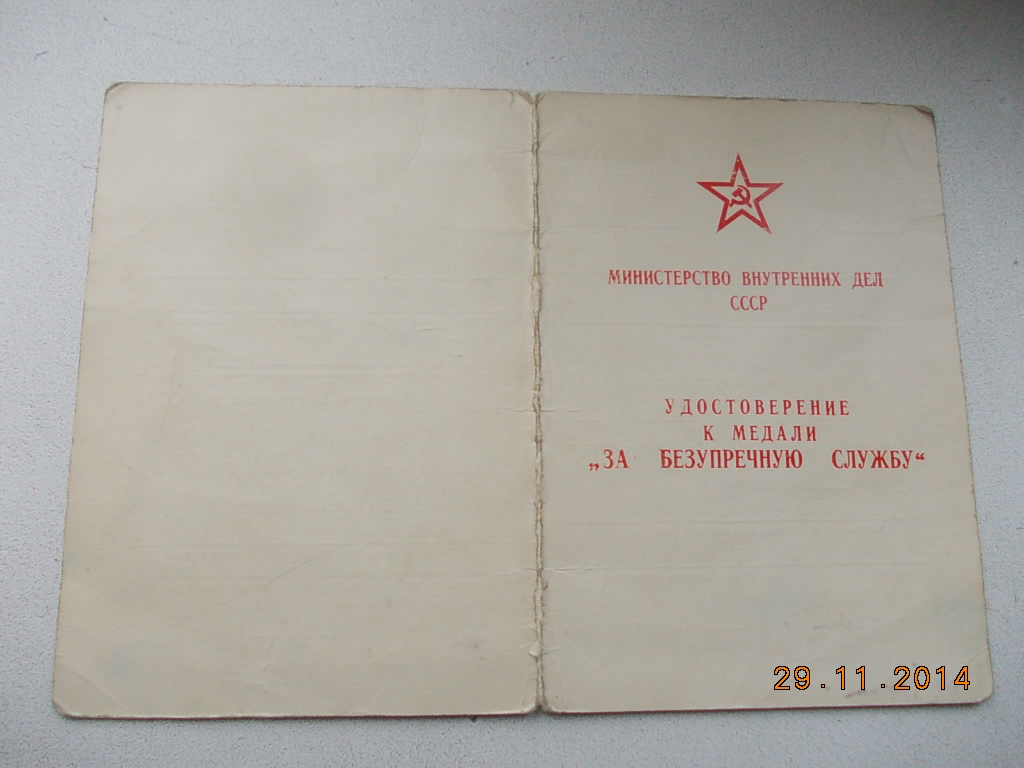 МИНИСТЕРСТВО ВНУТРЕННИХ ДЕЛ
СССР
УДОСТОВЕРЕНИЕ
К МЕДАЛИ
„ЗА БЕЗУПРЕЧНУЮ СЛУЖБУ“
29.11.2014